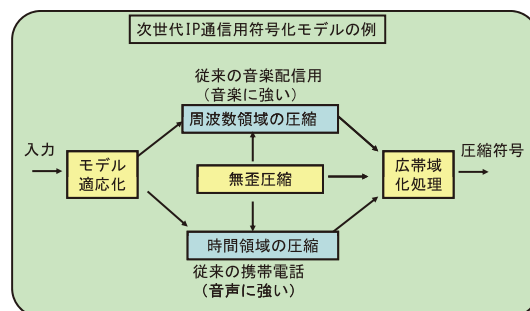 次世代IP通信用符号化モデルの例
従来の音楽配信用
(音楽に強い)
周波数領域の圧縮
入力
モデル
適応化
無歪圧縮
広帯域
化処理
圧縮符号
時間領域の圧縮
従来の携帯電話
(音声に強い)